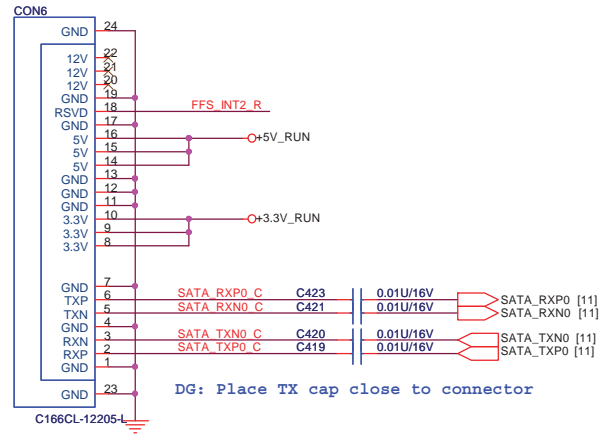 CON6
GND 24
12V 22
12V 21
12V 20
GND 19
RSVD 18 FFS_INT2_R
GND 17
5V 16 +5V_RUN
5V 15
5V 14
GND 13
GND 12
GND 11
3.3V 10 +3.3V_RUN
3.3V 9
3.3V 8
GND 7
TXP 6 SATA_RXP0_C C423 0.01U/16V SATA_RXP0 [11]
TXN 5 SATA_RXN0_C C421 0.01U/16V SATA_RXN0 [11]
GND 4
RXN 3 SATA_TXN0_C C420 0.01U/16V SATA_TXN0 [11]
RXP 2 SATA_TXP0_C C419 0.01U/16V SATA_TXP0 [11]
GND 1
GND 23
DG: Place TX cap close to connector
C166CL-12205-L